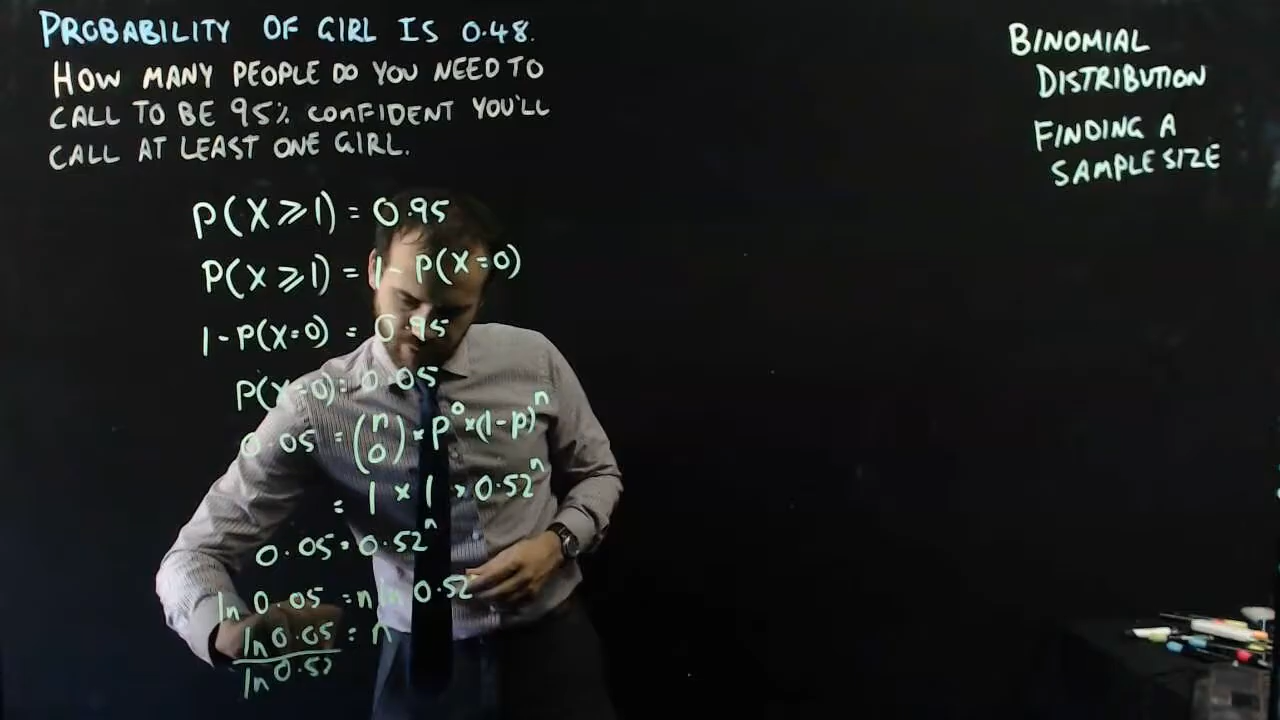 PROBABILITY OF GIRL IS 0.48.
HOW MANY PEOPLE DO YOU NEED TO
CALL TO BE 95% CONFIDENT YOU'LL
CALL AT LEAST ONE GIRL.
BINOMIAL
DISTRIBUTION
FINDING A
SAMPLE SIZE
P(X≥1) = 0.95
P(X≥1) = 1 - P(X=0)
1 - P(X=0) = 0.95
P(X=0) = 0.05
0.05 = (n 0) × p⁰ × (1-p)ⁿ
= 1 × 1 × 0.52ⁿ
0.05 = 0.52ⁿ
ln 0.05 = n ln 0.52
ln 0.05 = n
ln 0.52